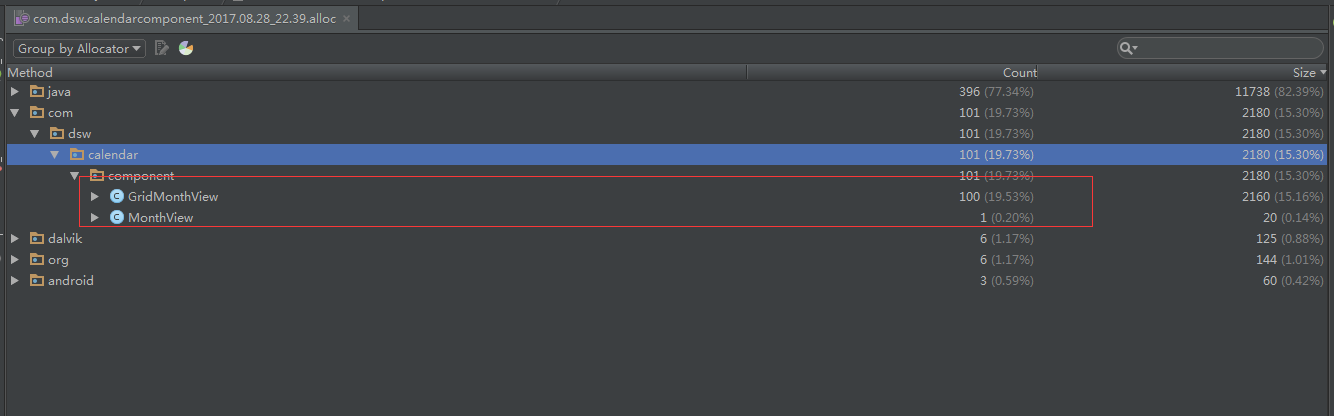 com.dsw.calendarcomponent_2017.08.28_22.39.alloc
Group by Allocator
Method Count Size
java 396 (77.34%) 11738 (82.39%)
com 101 (19.73%) 2180 (15.30%)
dsw 101 (19.73%) 2180 (15.30%)
calendar 101 (19.73%) 2180 (15.30%)
component 101 (19.73%) 2180 (15.30%)
GridMonthView 100 (19.53%) 2160 (15.16%)
MonthView 1 (0.20%) 20 (0.14%)
dalvik 6 (1.17%) 125 (0.88%)
org 6 (1.17%) 144 (1.01%)
android 3 (0.59%) 60 (0.42%)